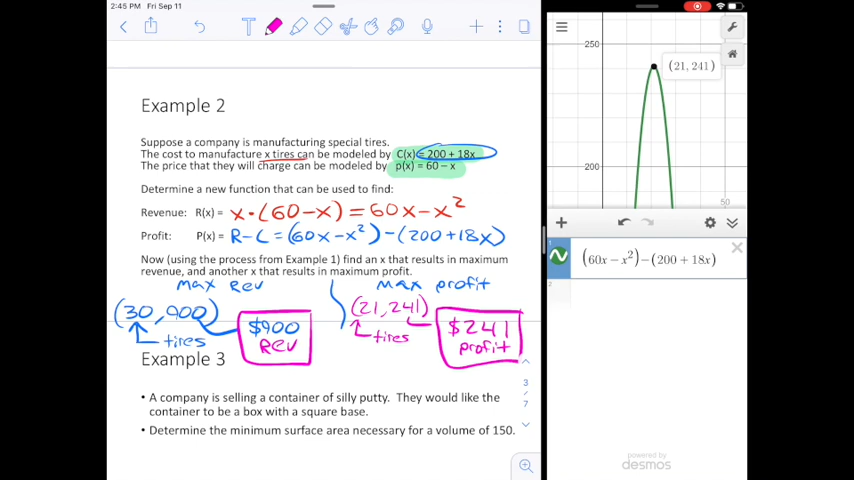 2:45 PM Fri Sep 11
Example 2
Suppose a company is manufacturing special tires.
The cost to manufacture x tires can be modeled by C(x) = 200 + 18x
The price that they will charge can be modeled by p(x) = 60 – x
Determine a new function that can be used to find:
Revenue: R(x) = x·(60-x) = 60x-x²
Profit: P(x) = R-C = (60x-x²)-(200+18x)
Now (using the process from Example 1) find an x that results in maximum
revenue, and another x that results in maximum profit.
max Rev
(30,900)
tires
$900
Rev
max profit
(21,241)
tires
$241
profit
Example 3
• A company is selling a container of silly putty. They would like the
container to be a box with a square base.
• Determine the minimum surface area necessary for a volume of 150.
3
/
7
250
(21, 241)
200
50
1
(60x – x²) – (200 + 18x)
2
powered by
desmos